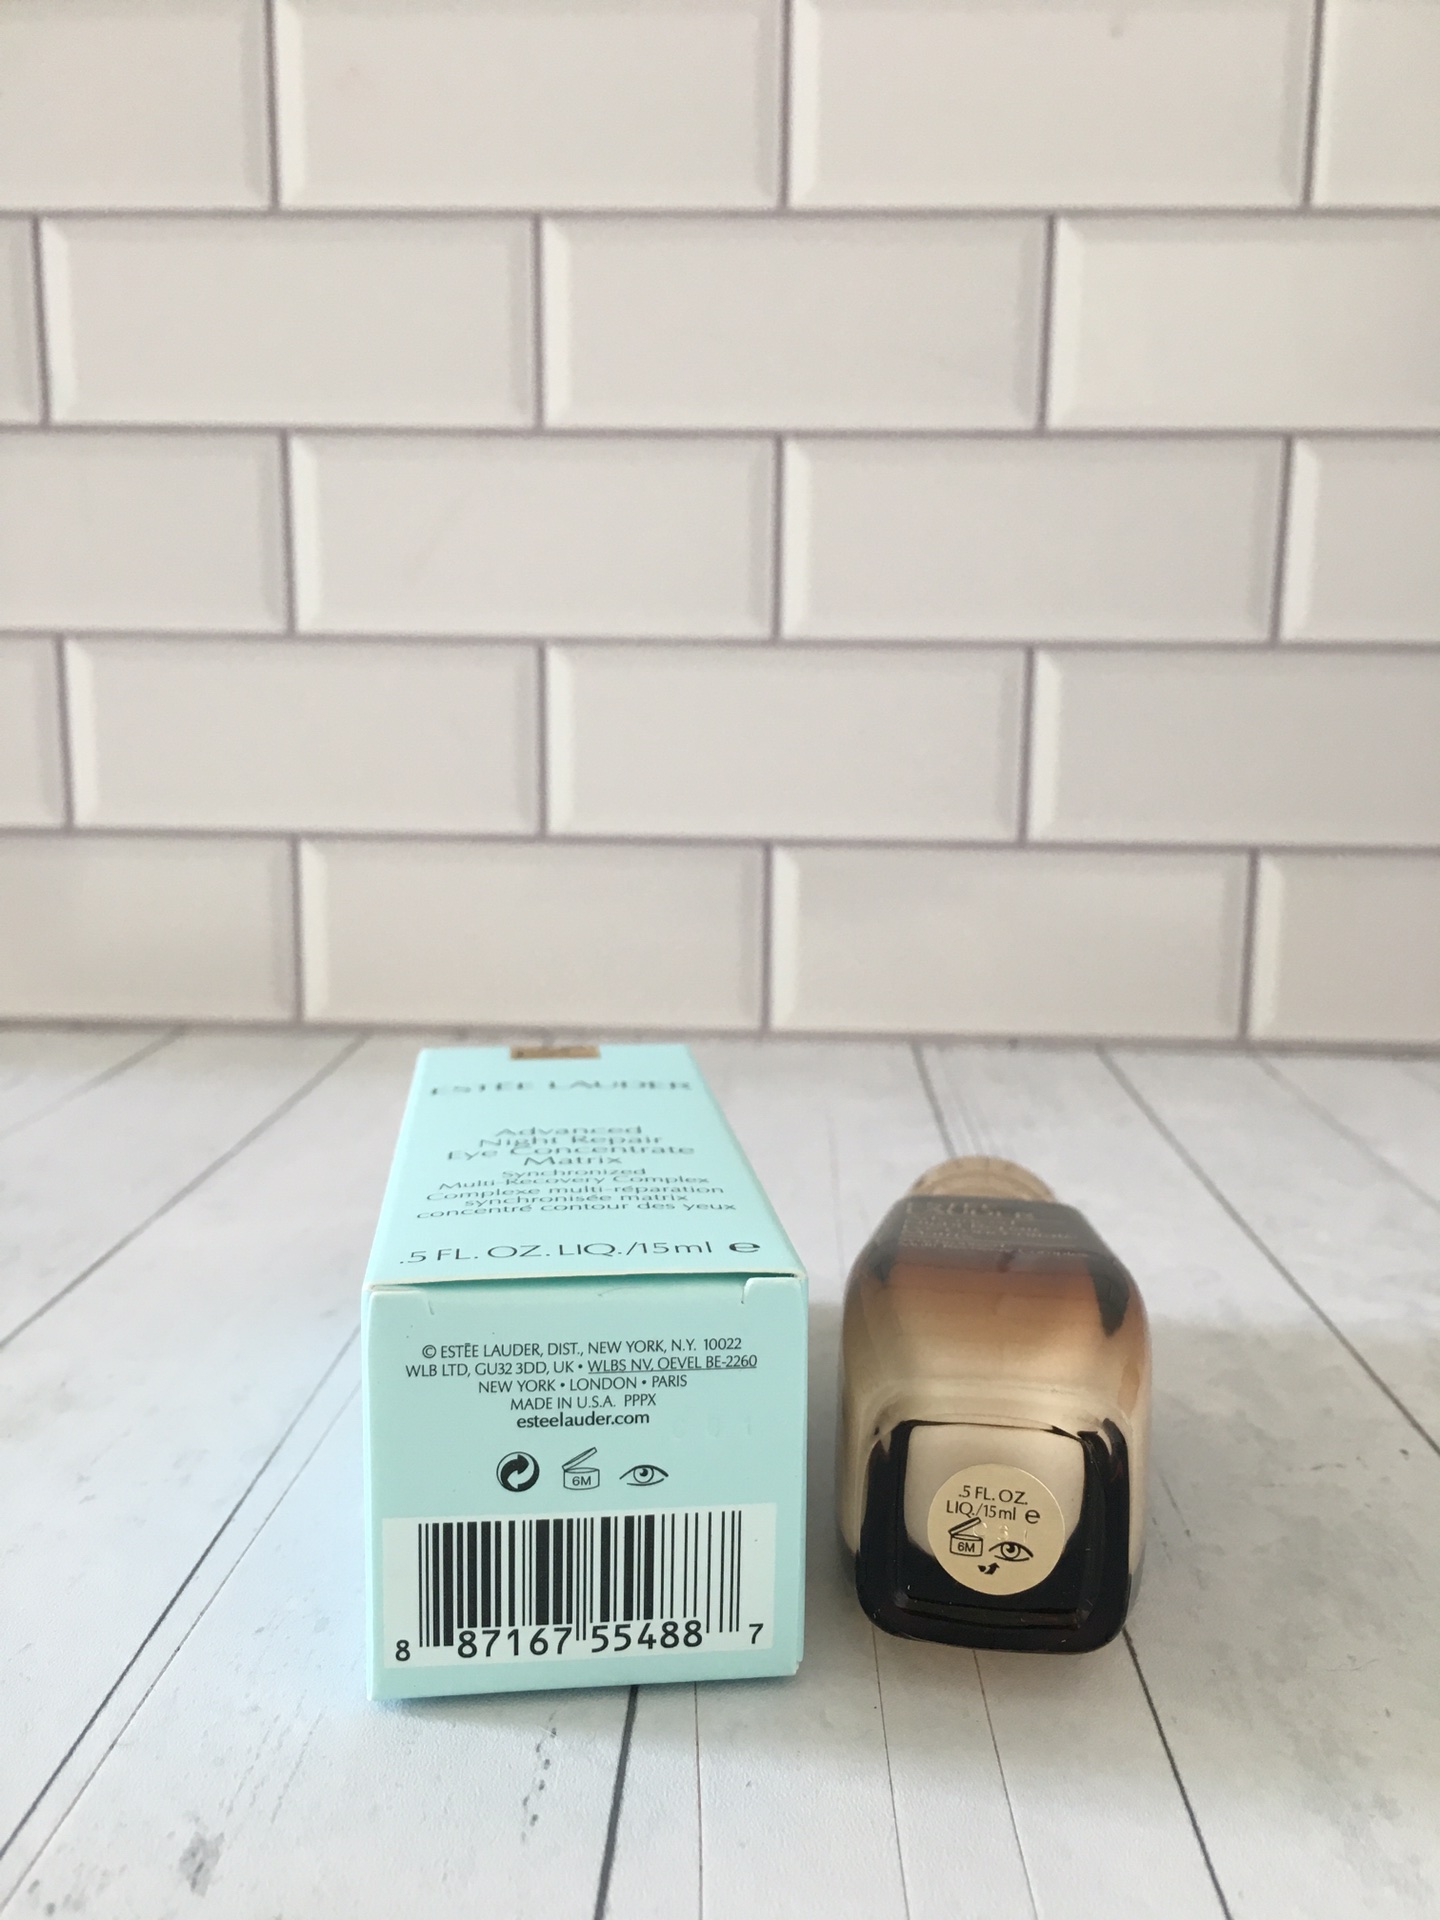 ESTĒE LAUDER
Advanced
Night Repair
Eye Concentrate
Matrix
Synchronized
Multi-Recovery Complex
Complexe multi-réparation
synchronisée matrix
concentré contour des yeux
.5 FL. OZ. LIQ./15ml e
© ESTĒE LAUDER, DIST., NEW YORK, N.Y. 10022
WLB LTD, GU32 3DD, UK • WLBS NV, OEVEL BE-2260
NEW YORK • LONDON • PARIS
MADE IN U.S.A. PPPX
esteelauder.com
6M
8 87167 55488 7
.5 FL. OZ.
LIQ./15ml e
6M